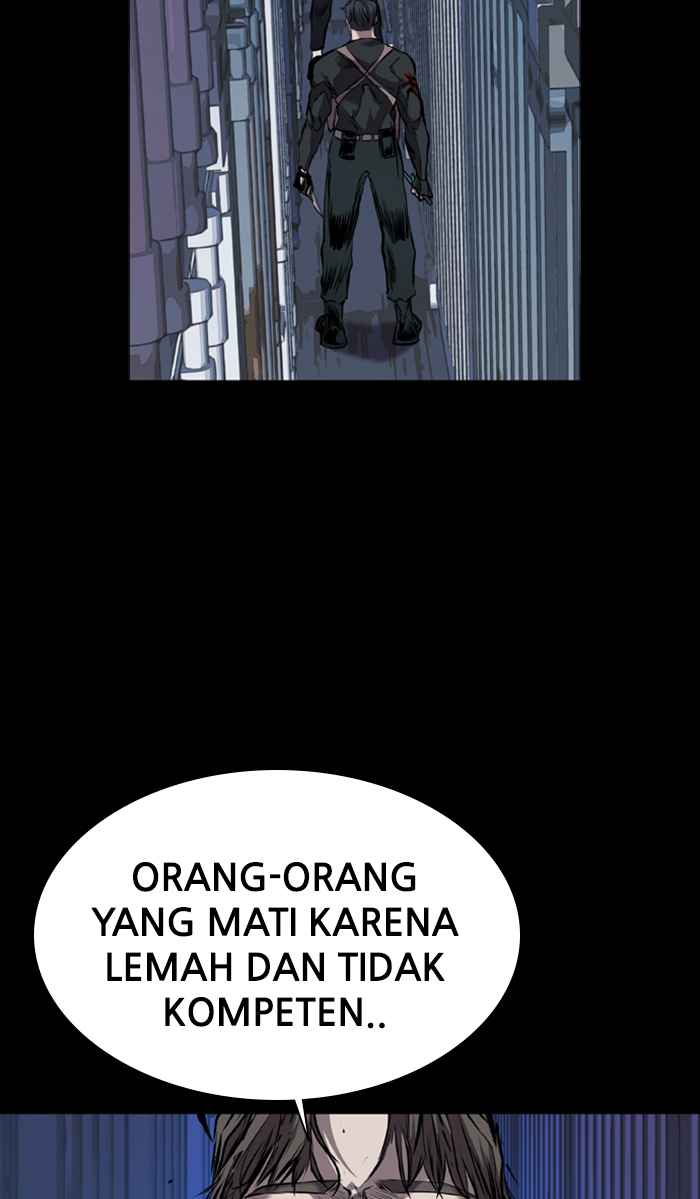 ORANG-ORANG
YANG MATI KARENA
LEMAH DAN TIDAK
KOMPETEN..